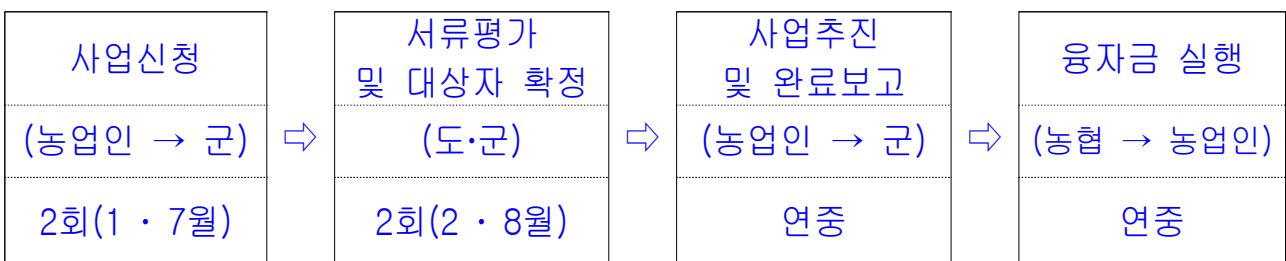 사업신청
(농업인 → 군)
2회(1 · 7월)
⇨
서류평가
및 대상자 확정
(도·군)
2회(2 · 8월)
⇨
사업추진
및 완료보고
(농업인 → 군)
연중
⇨
융자금 실행
(농협 → 농업인)
연중